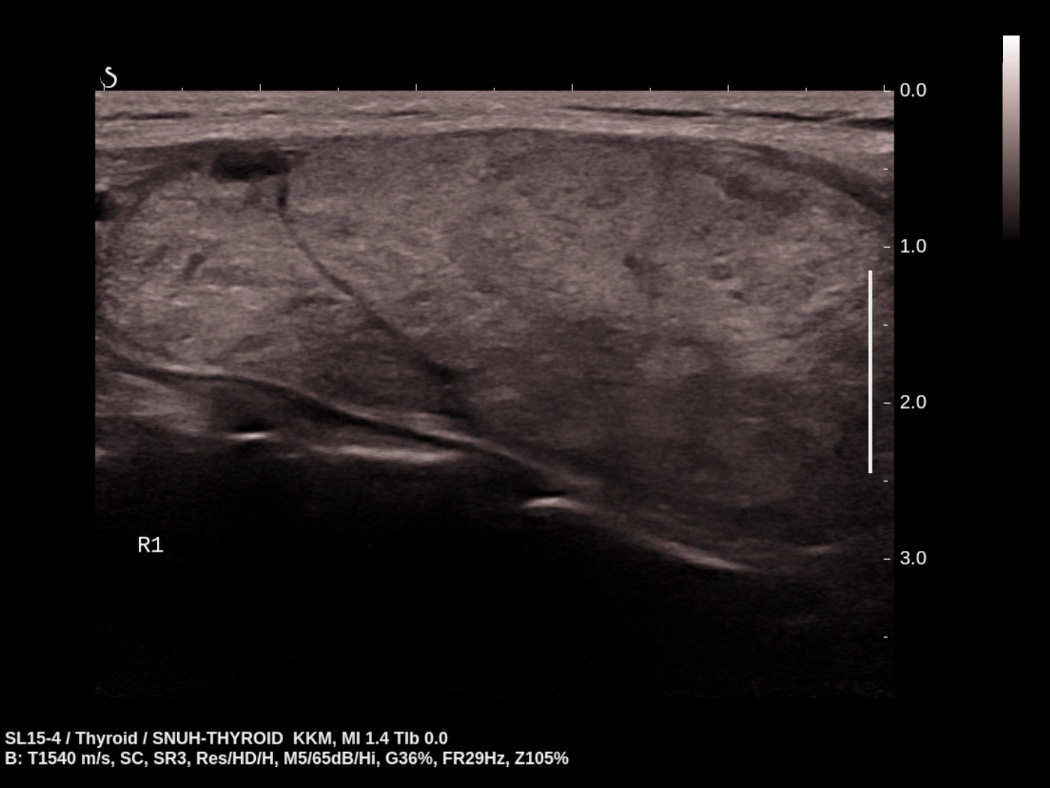 S
0.0
1.0
2.0
3.0
R1
SL15-4 / Thyroid / SNUH-THYROID  KKM, MI 1.4 TIb 0.0
B: T1540 m/s, SC, SR3, Res/HD/H, M5/65dB/Hi, G36%, FR29Hz, Z105%